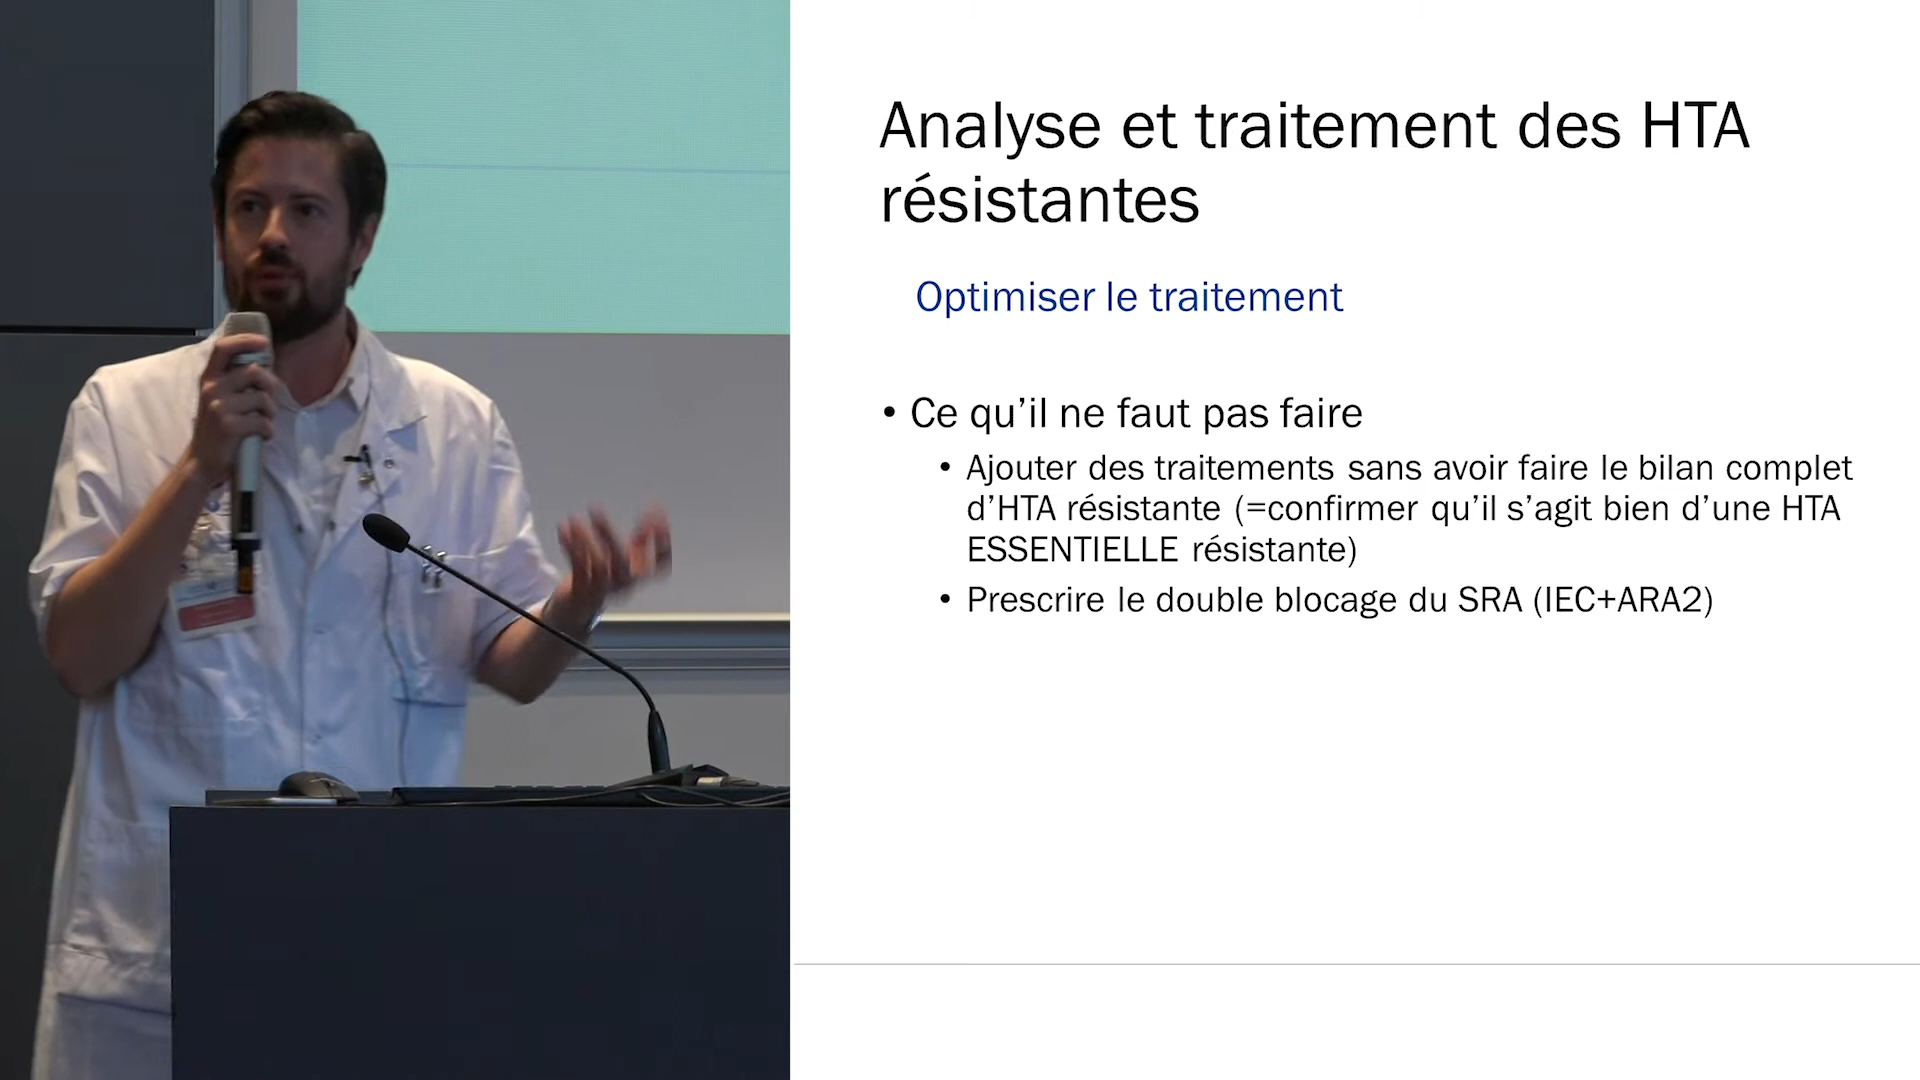 Analyse et traitement des HTA
résistantes
Optimiser le traitement
• Ce qu’il ne faut pas faire
• Ajouter des traitements sans avoir faire le bilan complet
d’HTA résistante (=confirmer qu’il s’agit bien d’une HTA
ESSENTIELLE résistante)
• Prescrire le double blocage du SRA (IEC+ARA2)